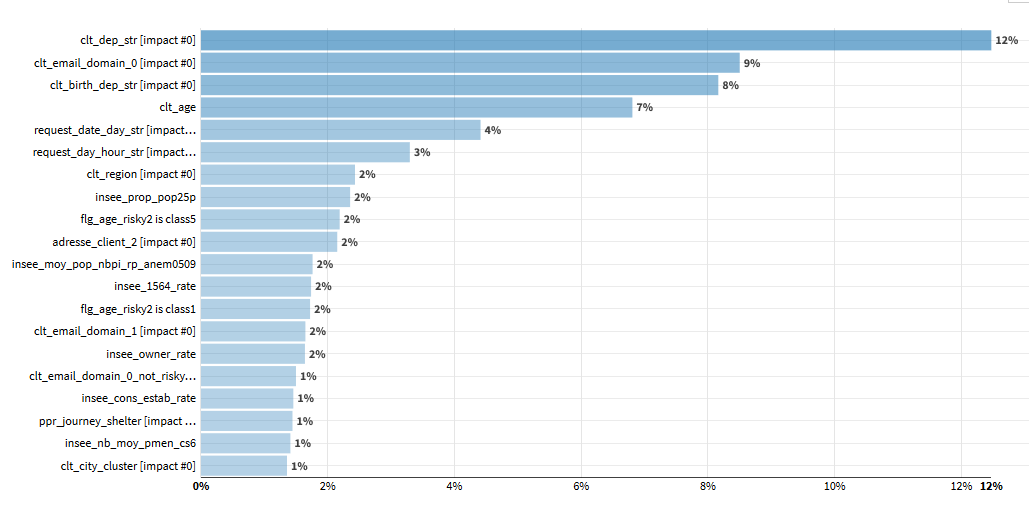 clt_dep_str [impact #0] 12%
clt_email_domain_0 [impact #0] 9%
clt_birth_dep_str [impact #0] 8%
clt_age 7%
request_date_day_str [impact... 4%
request_day_hour_str [impact... 3%
clt_region [impact #0] 2%
insee_prop_pop25p 2%
flg_age_risky2 is class5 2%
adresse_client_2 [impact #0] 2%
insee_moy_pop_nbpi_rp_anem0509 2%
insee_1564_rate 2%
flg_age_risky2 is class1 2%
clt_email_domain_1 [impact #0] 2%
insee_owner_rate 2%
clt_email_domain_0_not_risky... 1%
insee_cons_estab_rate 1%
ppr_journey_shelter [impact ... 1%
insee_nb_moy_pmen_cs6 1%
clt_city_cluster [impact #0] 1%
0% 2% 4% 6% 8% 10% 12% 12%